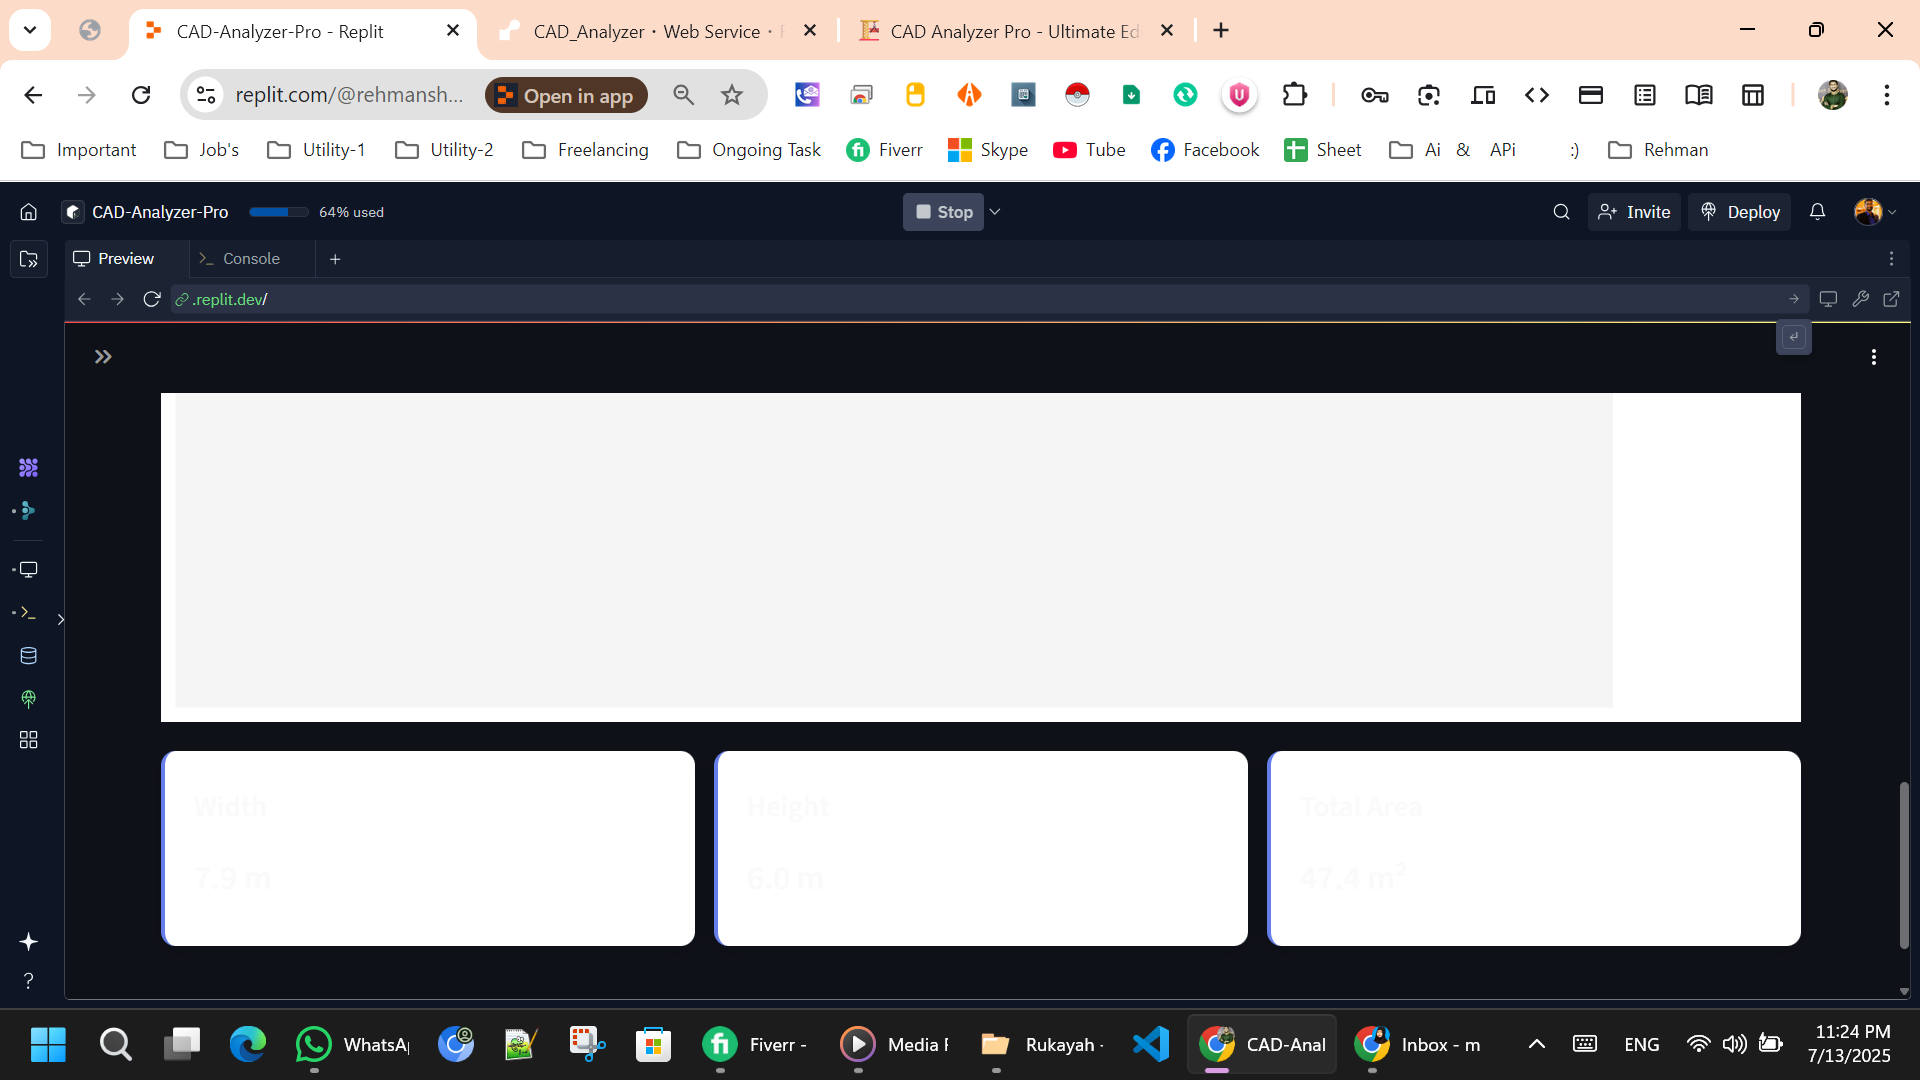 CAD-Analyzer-Pro - Replit
CAD_Analyzer · Web Service ·
CAD Analyzer Pro - Ultimate Ed
replit.com/@rehmansh...
Open in app
Important
Job's
Utility-1
Utility-2
Freelancing
Ongoing Task
Fiverr
Skype
Tube
Facebook
Sheet
Ai & APi
:)
Rehman
CAD-Analyzer-Pro
64% used
Stop
Invite
Deploy
Preview
Console
.replit.dev/
Width
Height
Total Area
7.9 m
6.0 m
47.4 m²
WhatsAp
Fiverr -
Media
Rukayah -
CAD-Anal
Inbox - m
ENG
11:24 PM
7/13/2025